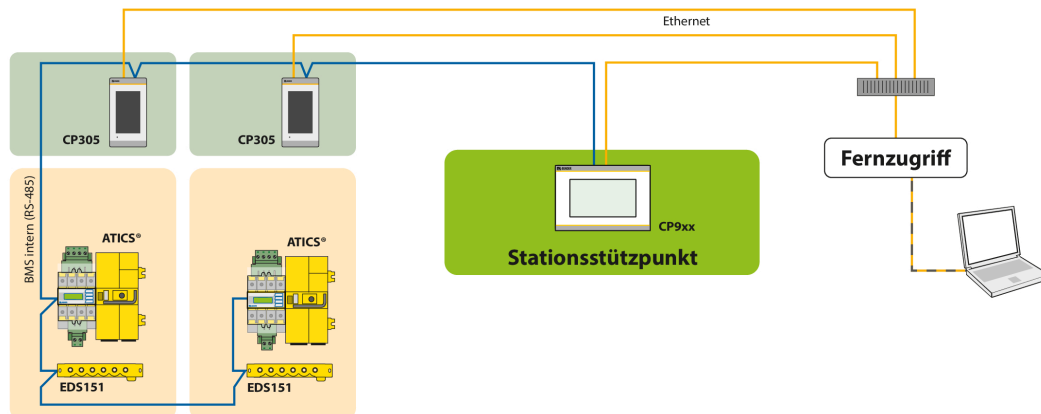 Ethernet
CP305
CP305
Fernzugriff
BMS intern (RS-485)
CP9xx
Stationsstützpunkt
ATICS®
ATICS®
EDS151
EDS151